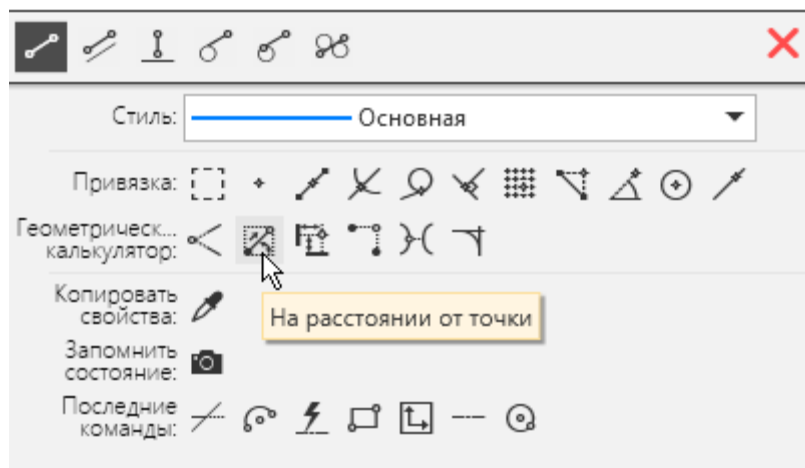 Стиль:
Основная
Привязка:
Геометрическ...
калькулятор:
Копировать
свойства:
На расстоянии от точки
Запомнить
состояние:
Последние
команды: